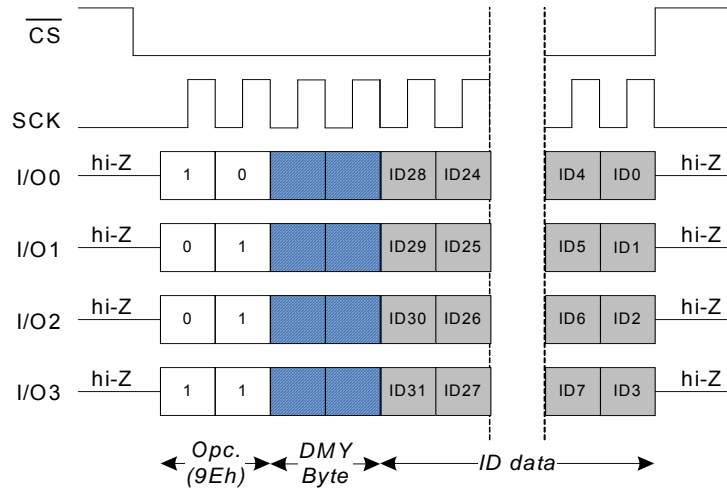 CS
SCK
I/O0 hi-Z 1 0 ID28 ID24 ID4 ID0 hi-Z
I/O1 hi-Z 0 1 ID29 ID25 ID5 ID1 hi-Z
I/O2 hi-Z 0 1 ID30 ID26 ID6 ID2 hi-Z
I/O3 hi-Z 1 1 ID31 ID27 ID7 ID3 hi-Z
Opc. DMY ID data
(9Eh) Byte